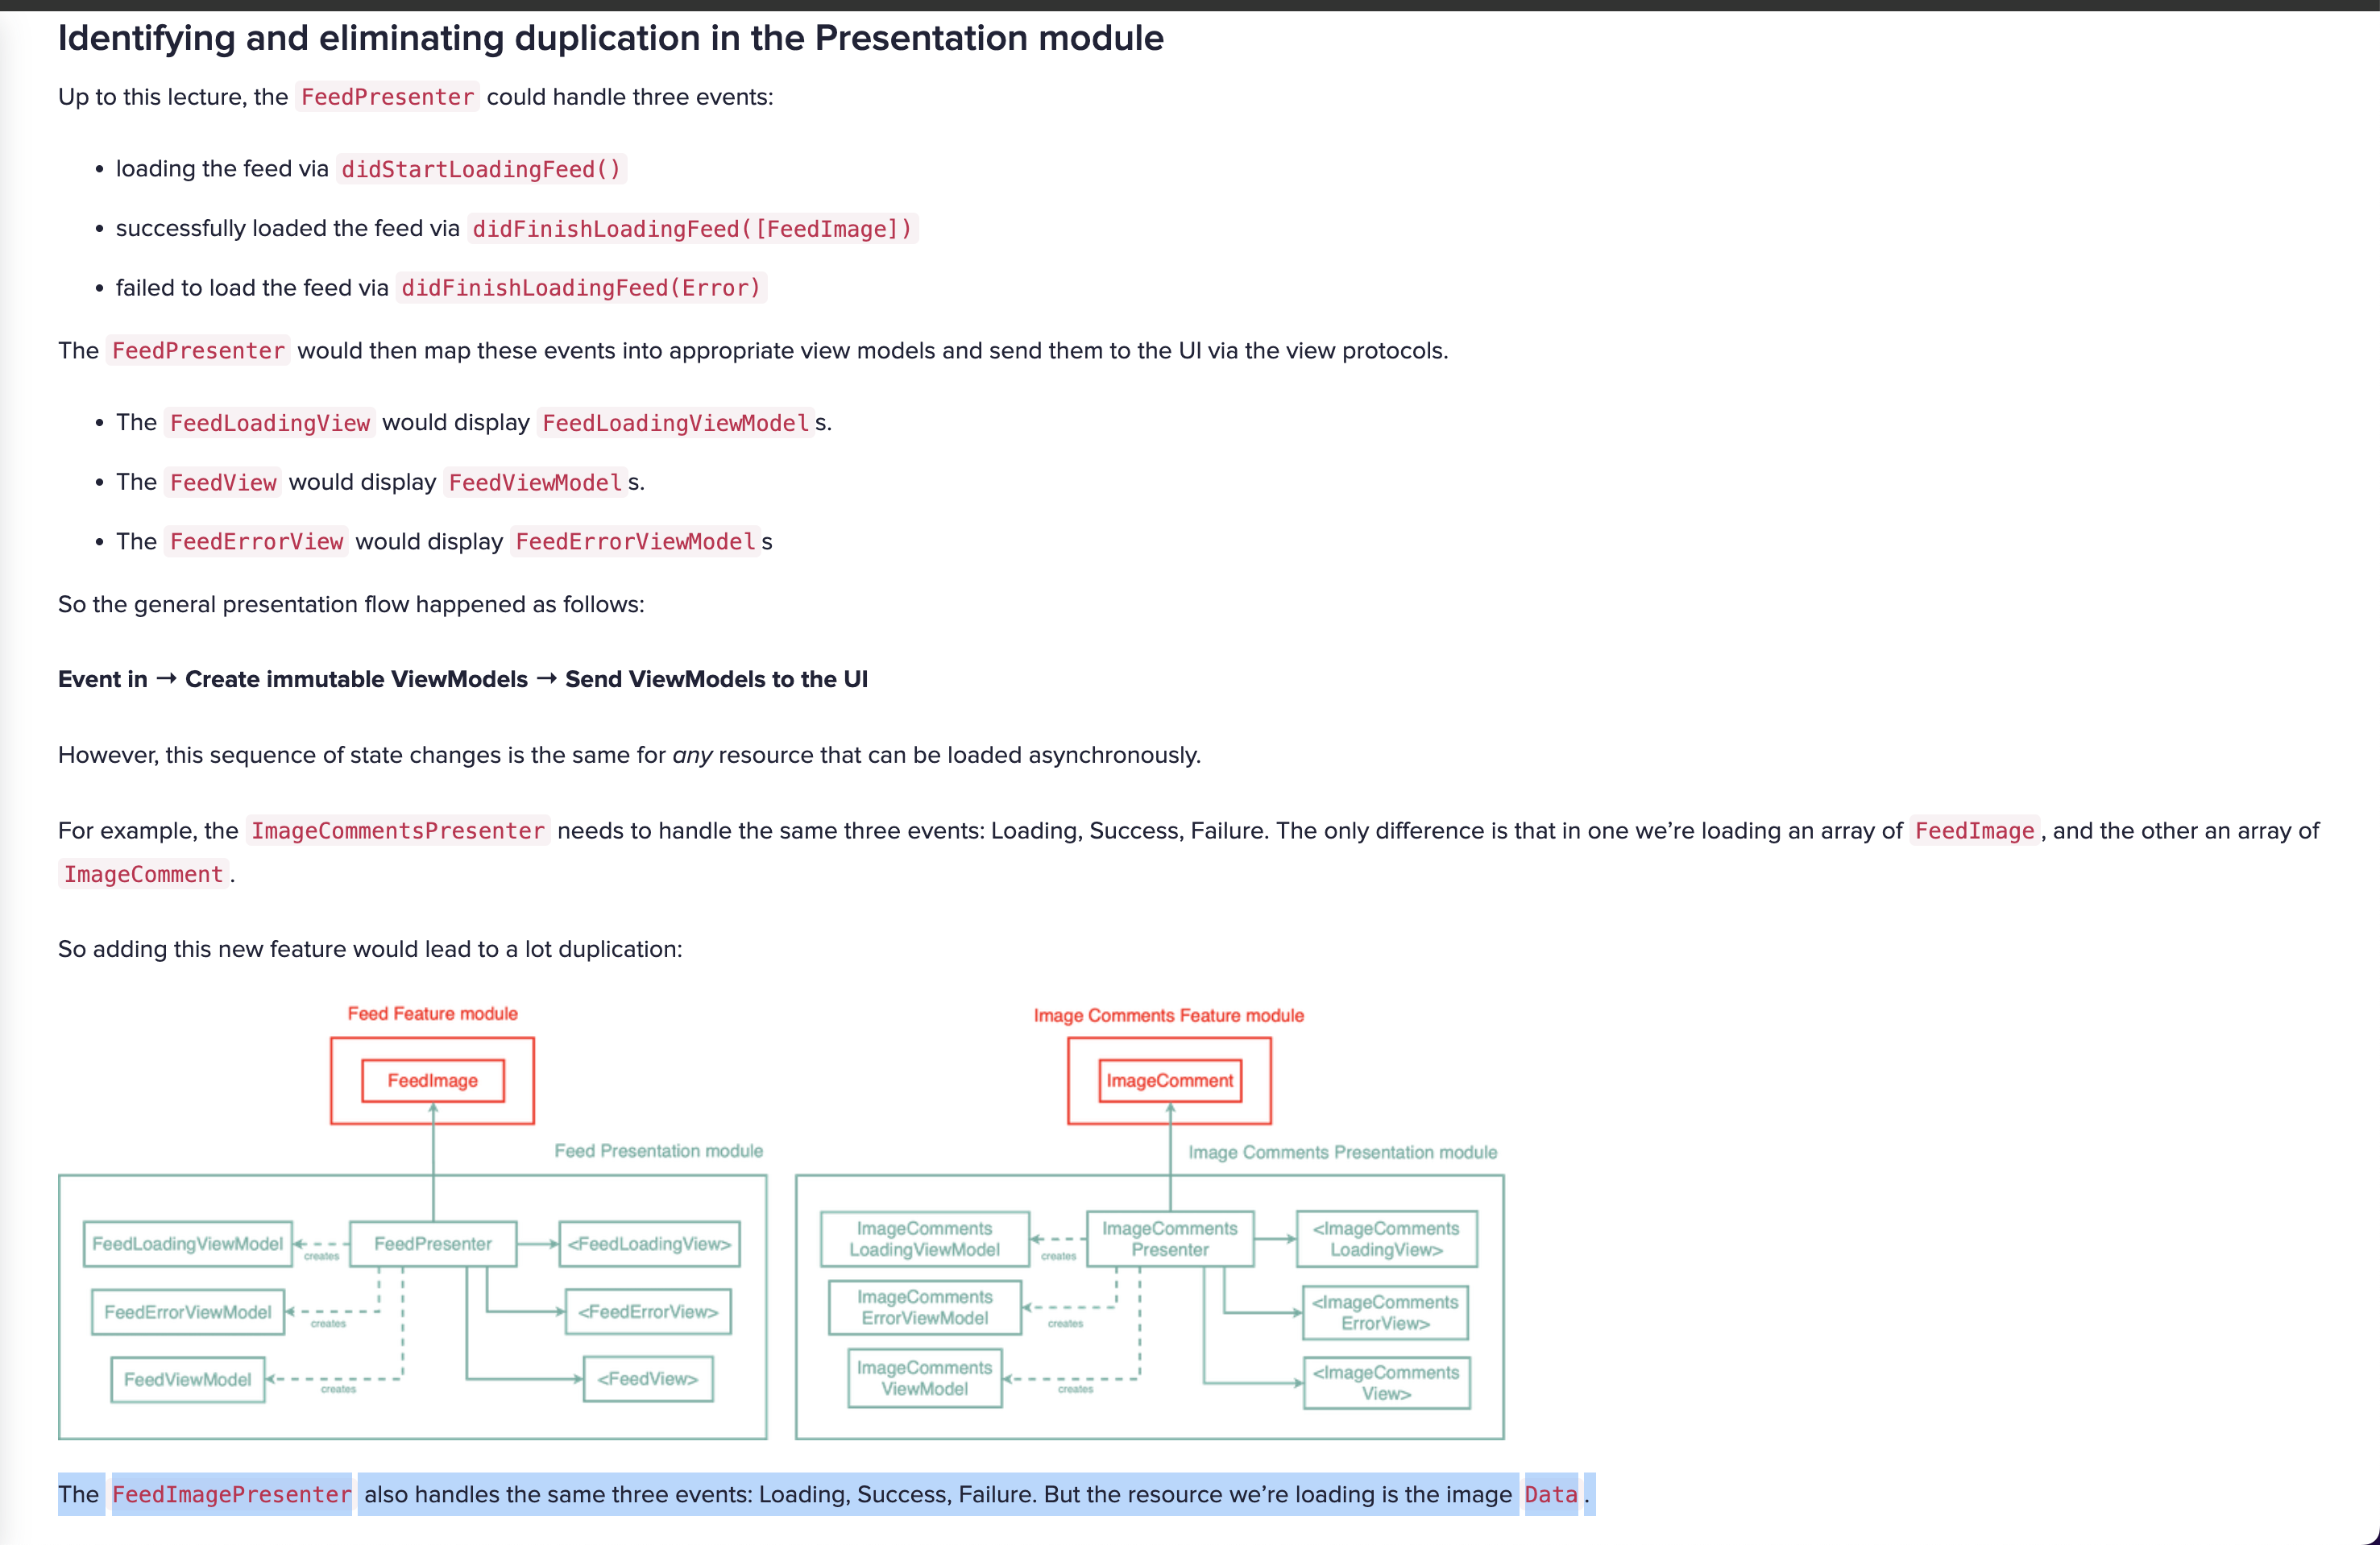 Identifying and eliminating duplication in the Presentation module
Up to this lecture, the FeedPresenter could handle three events:
• loading the feed via didStartLoadingFeed()
• successfully loaded the feed via didFinishLoadingFeed([FeedImage])
• failed to load the feed via didFinishLoadingFeed(Error)
The FeedPresenter would then map these events into appropriate view models and send them to the UI via the view protocols.
• The FeedLoadingView would display FeedLoadingViewModels.
• The FeedView would display FeedViewModels.
• The FeedErrorView would display FeedErrorViewModels
So the general presentation flow happened as follows:
Event in → Create immutable ViewModels → Send ViewModels to the UI
However, this sequence of state changes is the same for any resource that can be loaded asynchronously.
For example, the ImageCommentsPresenter needs to handle the same three events: Loading, Success, Failure. The only difference is that in one we’re loading an array of FeedImage, and the other an array of
ImageComment.
So adding this new feature would lead to a lot duplication:
Feed Feature module
FeedImage
Feed Presentation module
FeedLoadingViewModel
creates
FeedPresenter
<FeedLoadingView>
FeedErrorViewModel
creates
<FeedErrorView>
FeedViewModel
creates
<FeedView>
Image Comments Feature module
ImageComment
Image Comments Presentation module
ImageComments
LoadingViewModel
creates
ImageComments
Presenter
<ImageComments
LoadingView>
ImageComments
ErrorViewModel
creates
<ImageComments
ErrorView>
ImageComments
ViewModel
creates
<ImageComments
View>
The FeedImagePresenter also handles the same three events: Loading, Success, Failure. But the resource we’re loading is the image Data.